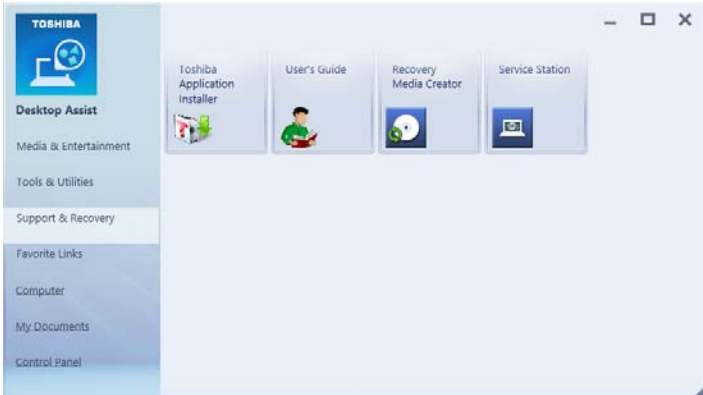 TOSHIBA
Desktop Assist
Media & Entertainment
Tools & Utilities
Support & Recovery
Favorite Links
Computer
My Documents
Control Panel
Toshiba
Application
Installer
User's Guide
Recovery
Media Creator
Service Station